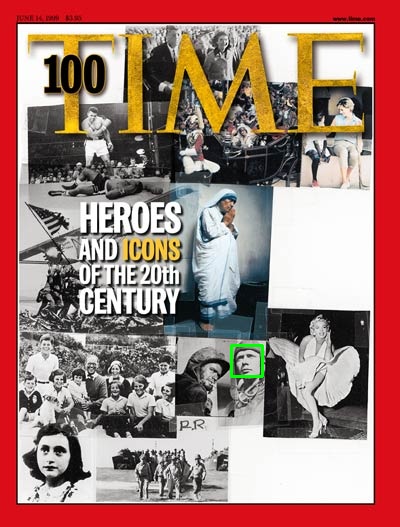 JUNE 14, 1999 $3.95
www.time.com
TIME
100
HEROES
AND ICONS
OF THE 20th
CENTURY
R.R.